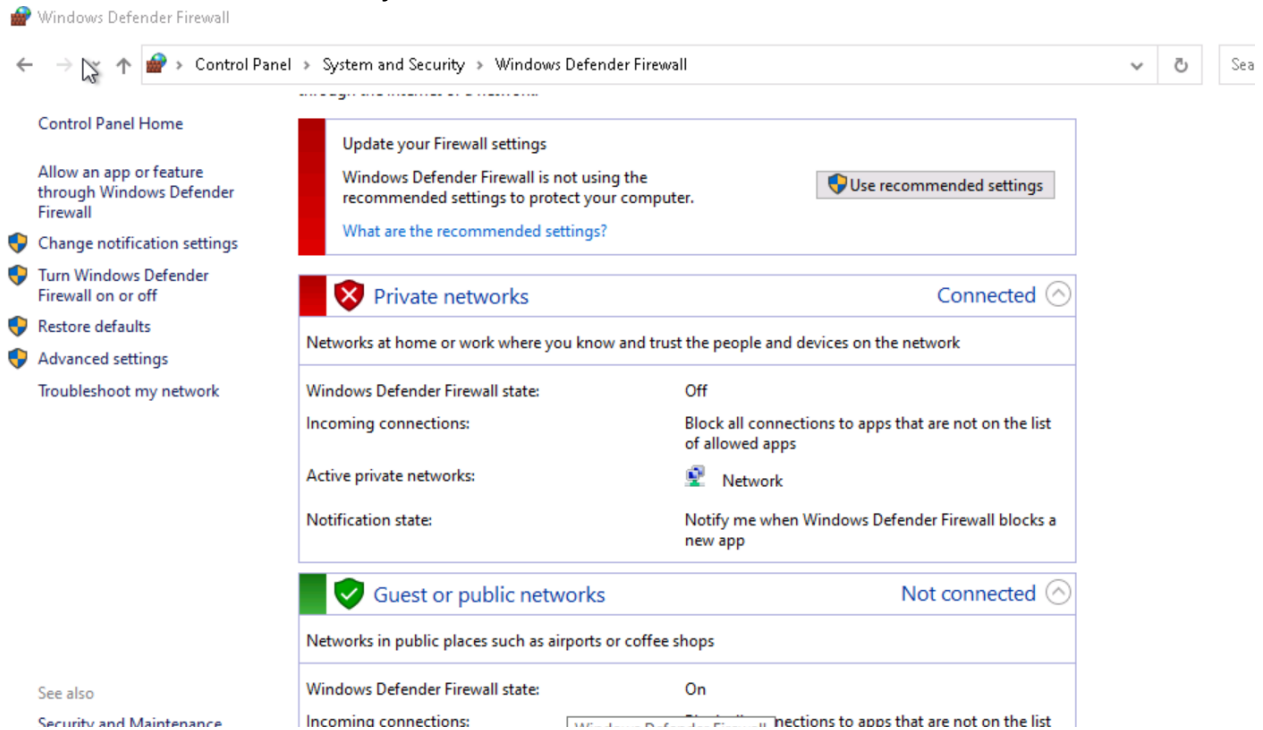 Windows Defender Firewall
Control Panel > System and Security > Windows Defender Firewall
Sea
Control Panel Home
Allow an app or feature
through Windows Defender
Firewall
Change notification settings
Turn Windows Defender
Firewall on or off
Restore defaults
Advanced settings
Troubleshoot my network
See also
Security and Maintenance
Update your Firewall settings
Windows Defender Firewall is not using the
recommended settings to protect your computer.
Use recommended settings
What are the recommended settings?
Private networks Connected
Networks at home or work where you know and trust the people and devices on the network
Windows Defender Firewall state: Off
Incoming connections: Block all connections to apps that are not on the list
of allowed apps
Active private networks: Network
Notification state: Notify me when Windows Defender Firewall blocks a
new app
Guest or public networks Not connected
Networks in public places such as airports or coffee shops
Windows Defender Firewall state: On
Incoming connections: nections to apps that are not on the list